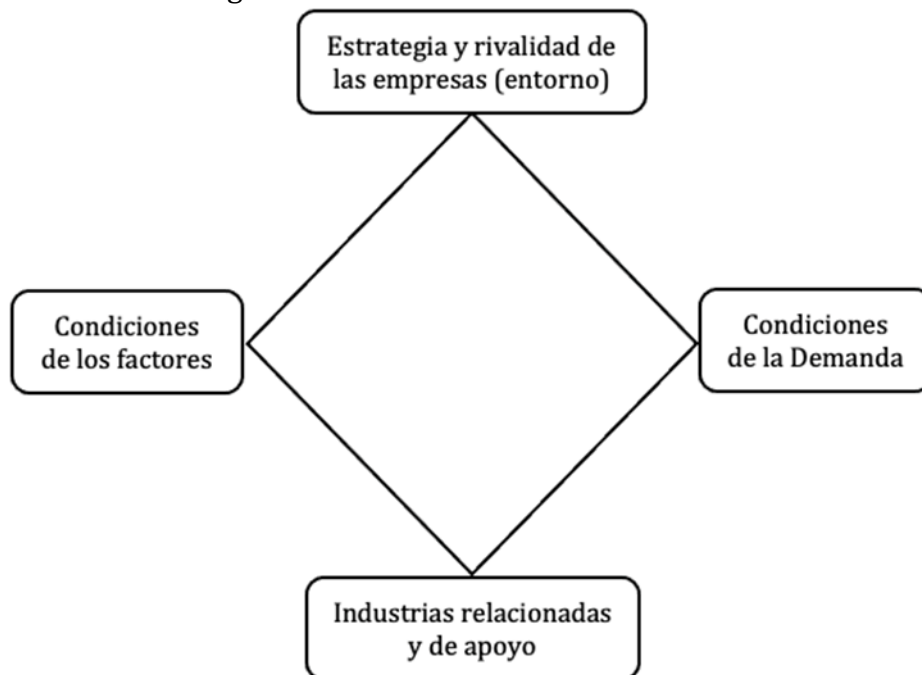 Estrategia y rivalidad de
las empresas (entorno)
Condiciones
de los factores
Condiciones
de la Demanda
Industrias relacionadas
y de apoyo